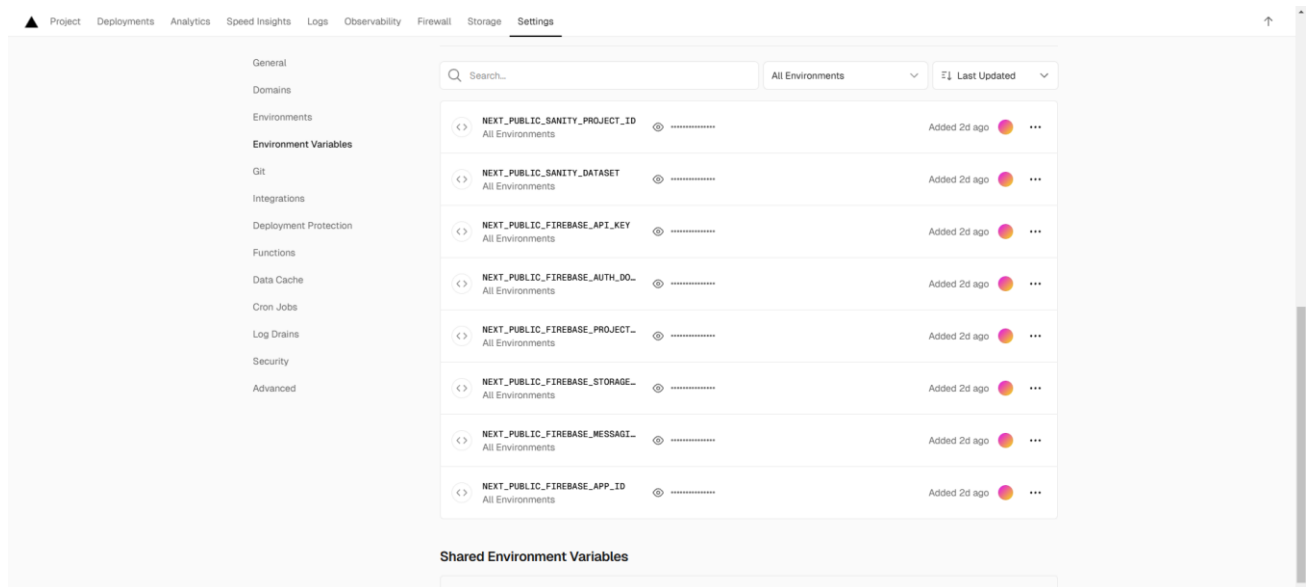 Project Deployments Analytics Speed Insights Logs Observability Firewall Storage Settings
General
Domains
Environments
Environment Variables
Git
Integrations
Deployment Protection
Functions
Data Cache
Cron Jobs
Log Drains
Security
Advanced
Search...
All Environments
Last Updated
NEXT_PUBLIC_SANITY_PROJECT_ID
All Environments
Added 2d ago
NEXT_PUBLIC_SANITY_DATASET
All Environments
Added 2d ago
NEXT_PUBLIC_FIREBASE_API_KEY
All Environments
Added 2d ago
NEXT_PUBLIC_FIREBASE_AUTH_DO…
All Environments
Added 2d ago
NEXT_PUBLIC_FIREBASE_PROJECT…
All Environments
Added 2d ago
NEXT_PUBLIC_FIREBASE_STORAGE…
All Environments
Added 2d ago
NEXT_PUBLIC_FIREBASE_MESSAGI…
All Environments
Added 2d ago
NEXT_PUBLIC_FIREBASE_APP_ID
All Environments
Added 2d ago
Shared Environment Variables